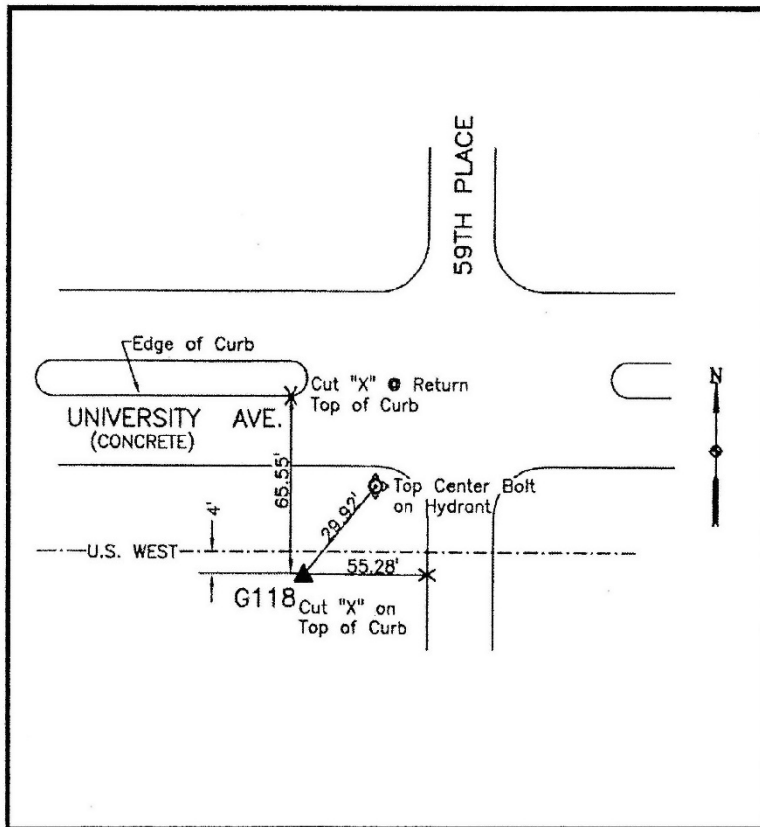 59TH PLACE
Edge of Curb
Cut "X" @ Return
Top of Curb
UNIVERSITY AVE.
(CONCRETE)
N
65.55'
Top Center Bolt
on Hydrant
29.92'
4'
U.S. WEST
55.28'
G118
Cut "X" on
Top of Curb